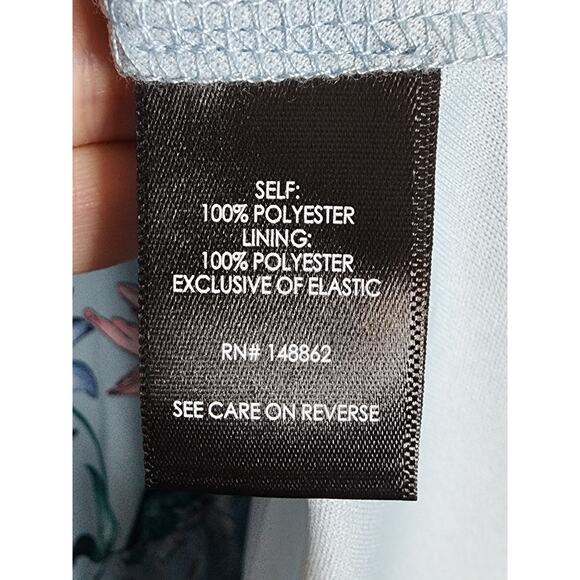 SELF:
100% POLYESTER
LINING:
100% POLYESTER
EXCLUSIVE OF ELASTIC
RN# 148862
SEE CARE ON REVERSE